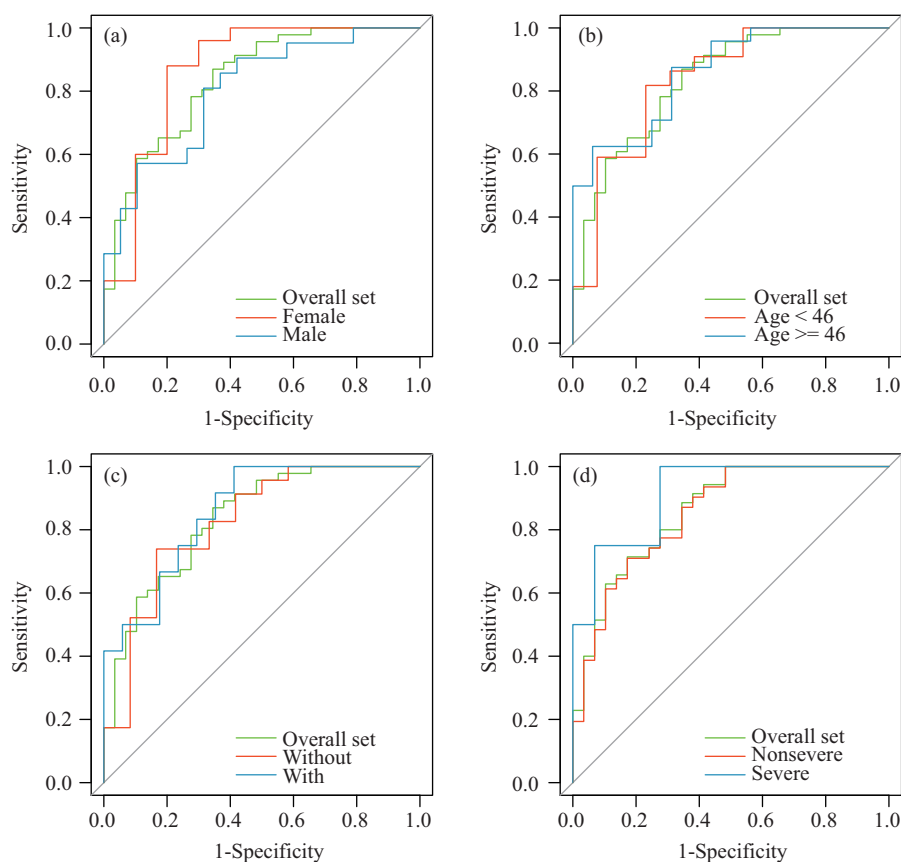 (a)
Sensitivity
1.0
0.8
0.6
0.4
0.2
0.0
Overall set
Female
Male
0.0 0.2 0.4 0.6 0.8 1.0
1-Specificity
(b)
Sensitivity
1.0
0.8
0.6
0.4
0.2
0.0
Overall set
Age < 46
Age >= 46
0.0 0.2 0.4 0.6 0.8 1.0
1-Specificity
(c)
Sensitivity
1.0
0.8
0.6
0.4
0.2
0.0
Overall set
Without
With
0.0 0.2 0.4 0.6 0.8 1.0
1-Specificity
(d)
Sensitivity
1.0
0.8
0.6
0.4
0.2
0.0
Overall set
Nonsevere
Severe
0.0 0.2 0.4 0.6 0.8 1.0
1-Specificity